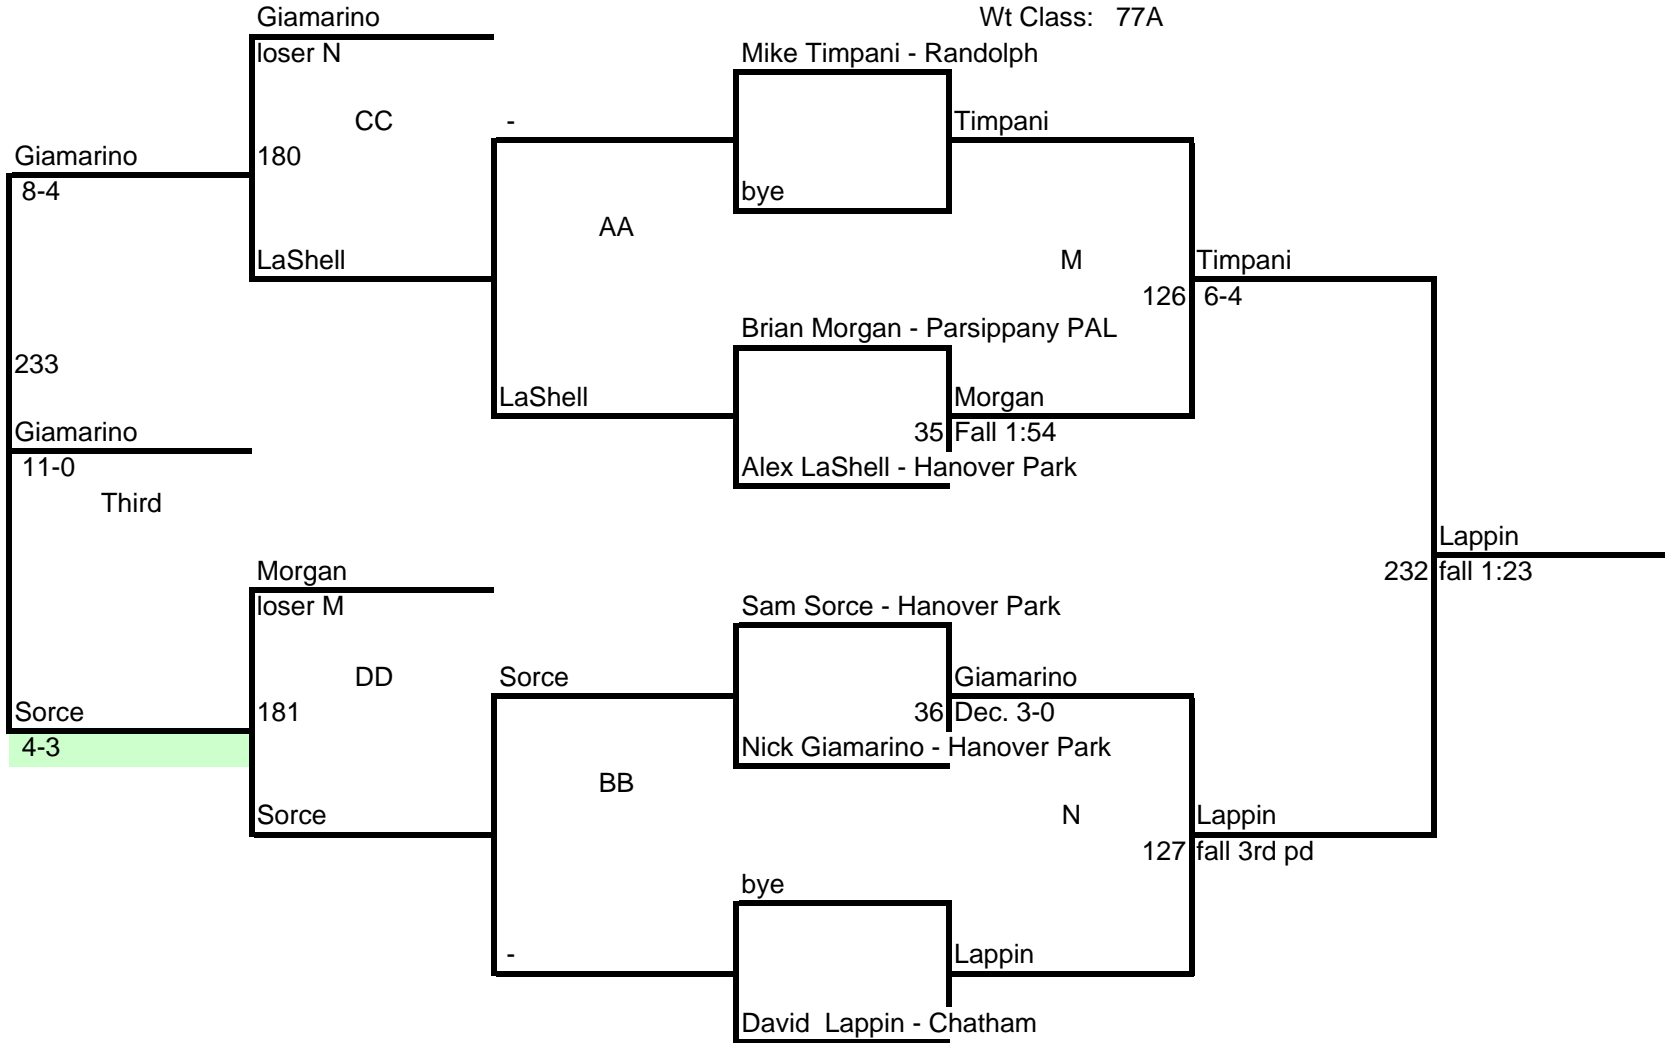 Giamarino
Wt Class: 77A
loser N
Mike Timpani - Randolph
CC
-
Timpani
Giamarino
180
8-4
bye
AA
LaShell
M
Timpani
126
6-4
Brian Morgan - Parsippany PAL
233
LaShell
Morgan
Giamarino
35
Fall 1:54
11-0
Alex LaShell - Hanover Park
Third
Lappin
Morgan
232
fall 1:23
loser M
Sam Sorce - Hanover Park
DD
Sorce
Giamarino
Sorce
181
36
Dec. 3-0
4-3
Nick Giamarino - Hanover Park
BB
Sorce
N
Lappin
127
fall 3rd pd
bye
-
Lappin
David  Lappin - Chatham